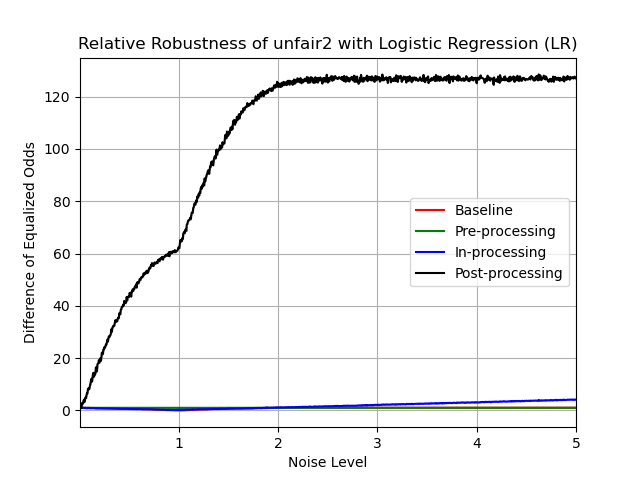 Relative Robustness of unfair2 with Logistic Regression (LR)
Difference of Equalized Odds
120
100
80
60
40
20
0
Baseline
Pre-processing
In-processing
Post-processing
1 2 3 4 5
Noise Level